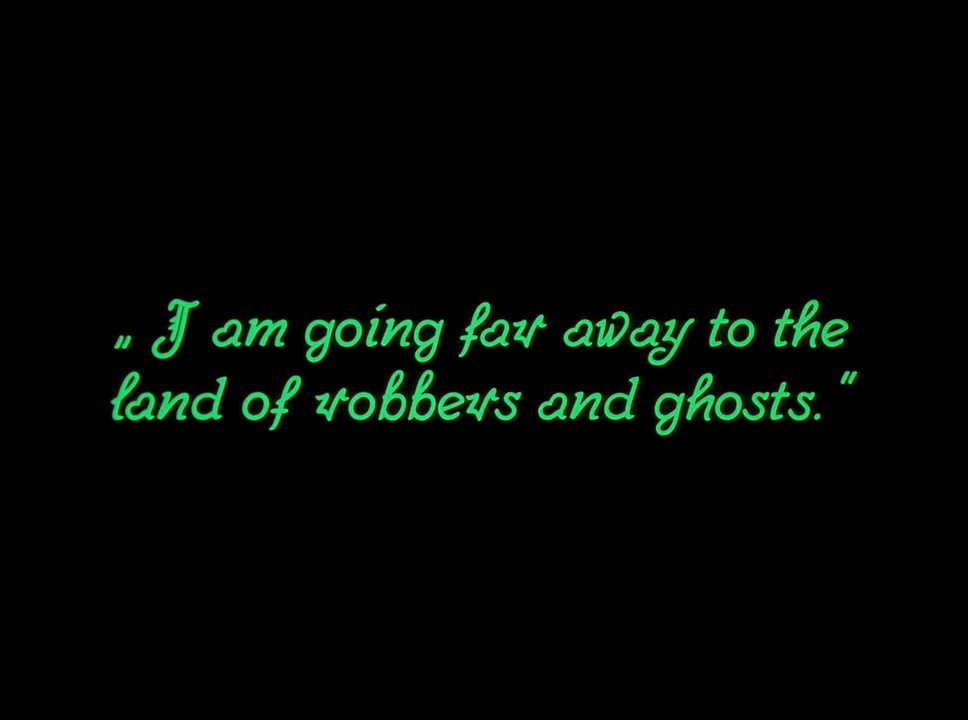 „ I am going far away to the
land of robbers and ghosts.“